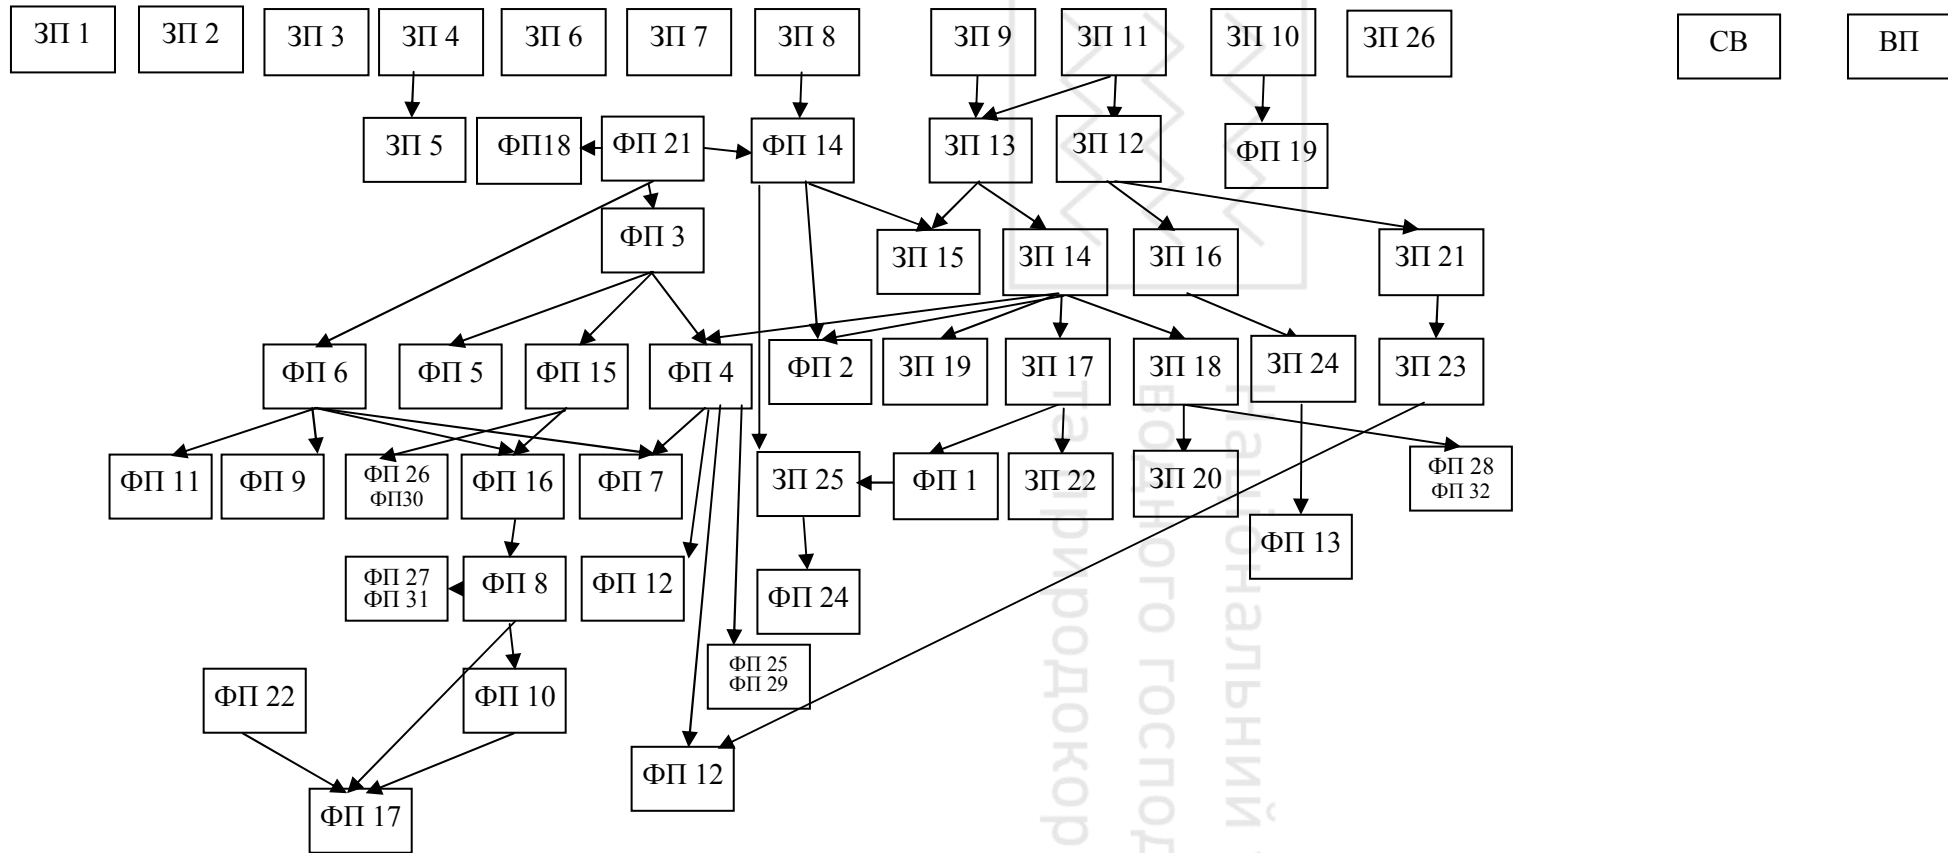 ЗП 1
ЗП 2
ЗП 3
ЗП 4
ЗП 6
ЗП 7
ЗП 8
ЗП 9
ЗП 11
ЗП 10
ЗП 26
СВ
ВП
ЗП 5
ФП18
ФП 21
ФП 14
ЗП 13
ЗП 12
ФП 19
ФП 3
ЗП 15
ЗП 14
ЗП 16
ЗП 21
ФП 6
ФП 5
ФП 15
ФП 4
ФП 2
ЗП 19
ЗП 17
ЗП 18
ЗП 24
ЗП 23
ФП 11
ФП 9
ФП 26
ФП30
ФП 16
ФП 7
ЗП 25
ФП 1
ЗП 22
ЗП 20
ФП 28
ФП 32
ФП 13
ФП 27
ФП 31
ФП 8
ФП 12
ФП 24
ФП 25
ФП 29
ФП 22
ФП 10
ФП 12
ФП 17
Національний
водного господ
та природокор